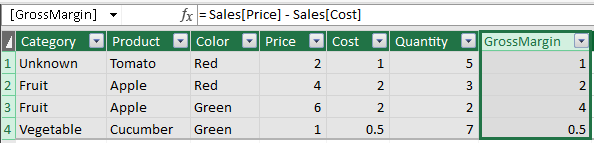 [GrossMargin] fx = Sales[Price] - Sales[Cost]
Category Product Color Price Cost Quantity GrossMargin
1 Unknown Tomato Red 2 1 5 1
2 Fruit Apple Red 4 2 3 2
3 Fruit Apple Green 6 2 2 4
4 Vegetable Cucumber Green 1 0.5 7 0.5